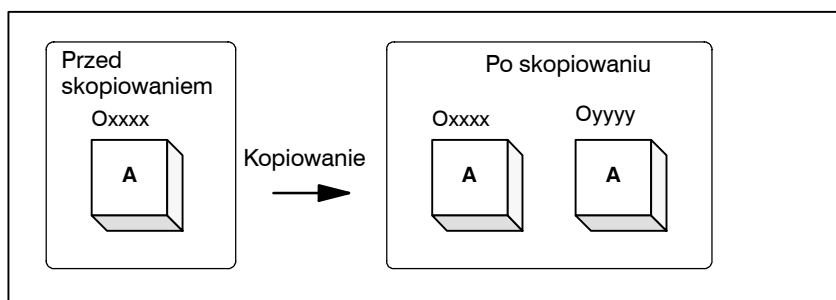 Przed
skopiowaniem
Oxxxx
A
Kopiowanie
Po skopiowaniu
Oxxxx
Oyyyy
A
A